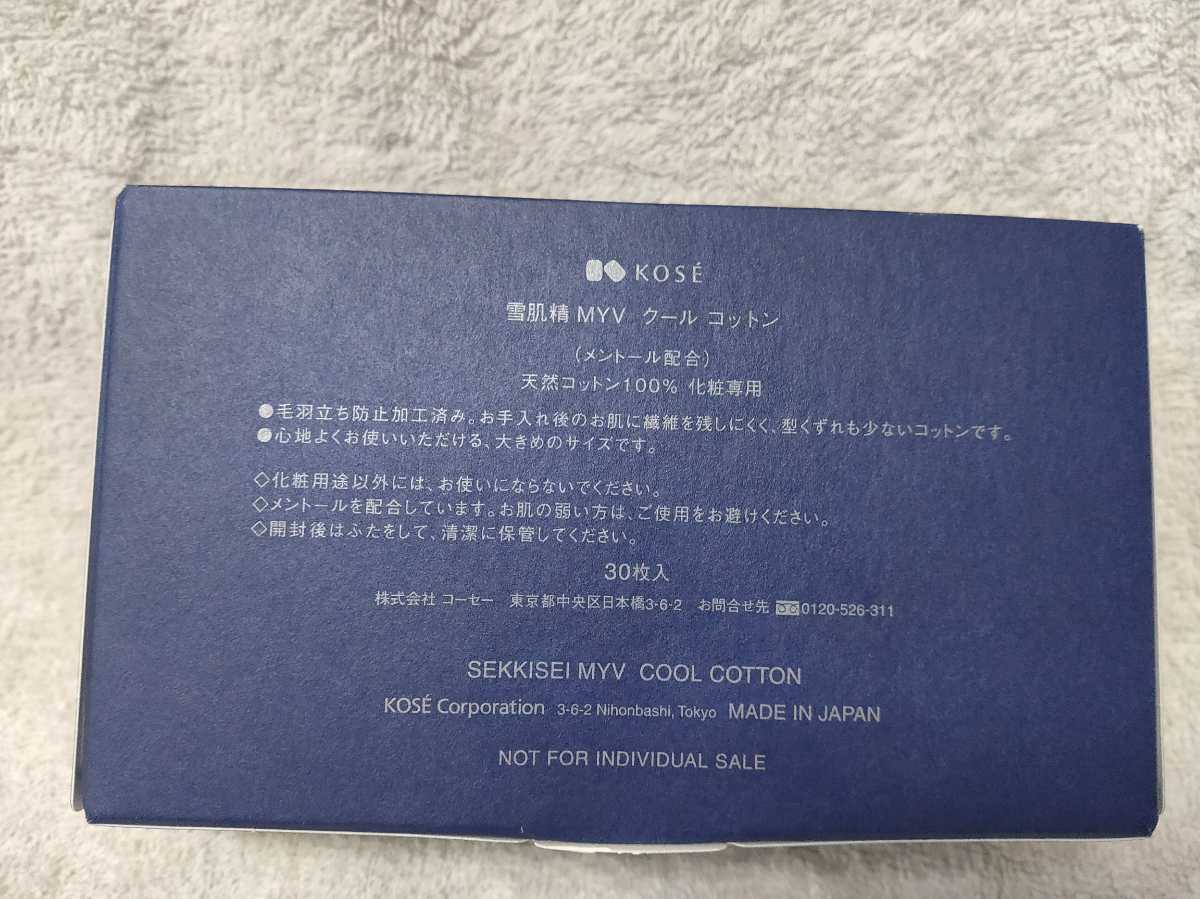 KOSÉ
雪肌精 MYV クール コットン
(メントール配合)
天然コットン100% 化粧専用
●毛羽立ち防止加工済み。お手入れ後のお肌に繊維を残しにくく、型くずれも少ないコットンです。
●心地よくお使いいただける、大きめのサイズです。
◇化粧用途以外には、お使いにならないでください。
◇メントールを配合しています。お肌の弱い方は、ご使用をお避けください。
◇開封後はふたをして、清潔に保管してください。
30枚入
株式会社 コーセー 東京都中央区日本橋3-6-2 お問合せ先 0120-526-311
SEKKISEI MYV COOL COTTON
KOSÉ Corporation 3-6-2 Nihonbashi, Tokyo MADE IN JAPAN
NOT FOR INDIVIDUAL SALE